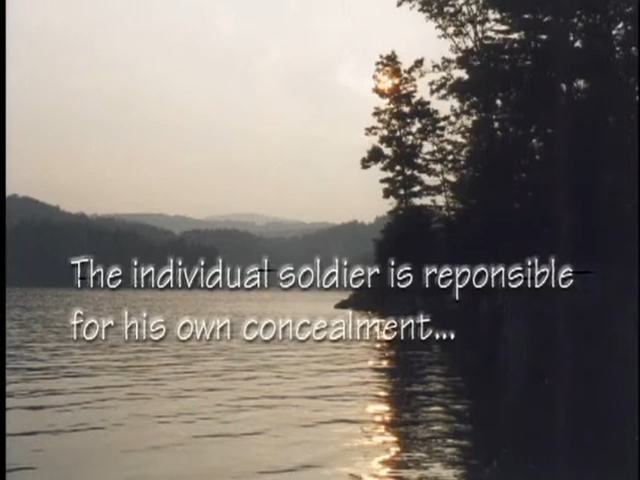 The individual soldier is reponsible
for his own concealment...